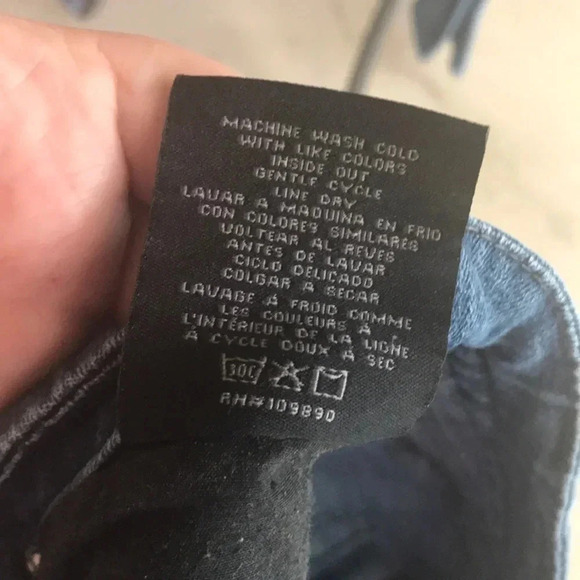 MACHINE WASH COLD
WITH LIKE COLORS
INSIDE OUT
GENTLE CYCLE
LINE DRY
LAVAR A MAQUINA EN FRIO
CON COLORES SIMILARES
VOLTEAR AL REVES
ANTES DE LAVAR
CICLO DELICADO
COLGAR A SECAR
LAVAGE À FROID COMME
LES COULEURS À
L'INTÉRIEUR DE LA LIGNE
À CYCLE DOUX À SEC
30C
RN#109890